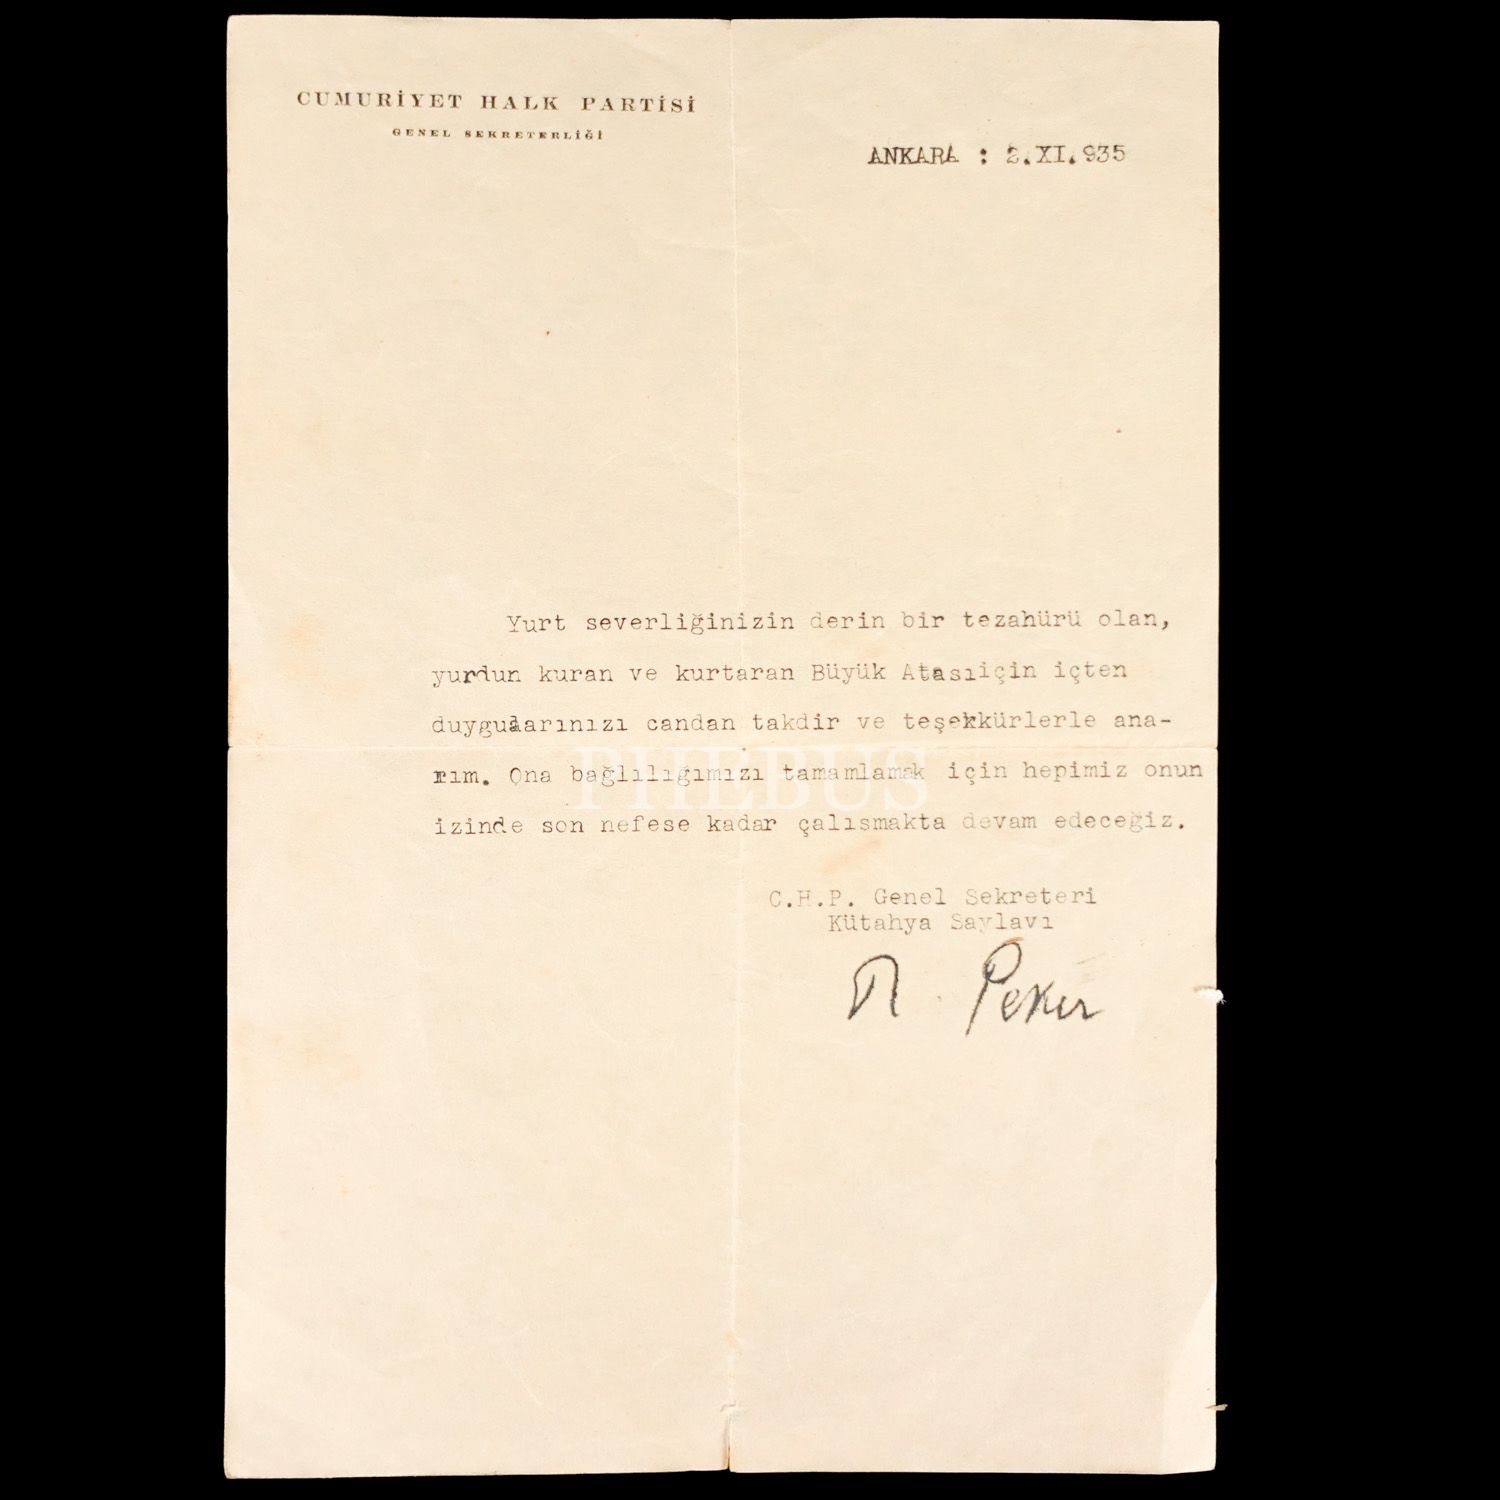 CUMURİYET HALK PARTİSİ
GENEL SEKRETERLİĞİ
ANKARA : 2.XI.935
Yurt severliğinizin derin bir tezahürü olan,
yurdun kuran ve kurtaran Büyük Atasıiçin içten
duygularınızı candan takdir ve teşekkürlerle ana-
rım. Ona bağlılığımızı tamamlamak için hepimiz onun
izinde son nefese kadar çalışmakta devam edeceğiz.
PHEBUS
C.H.P. Genel Sekreteri
Kütahya Saylavı
R. Peker